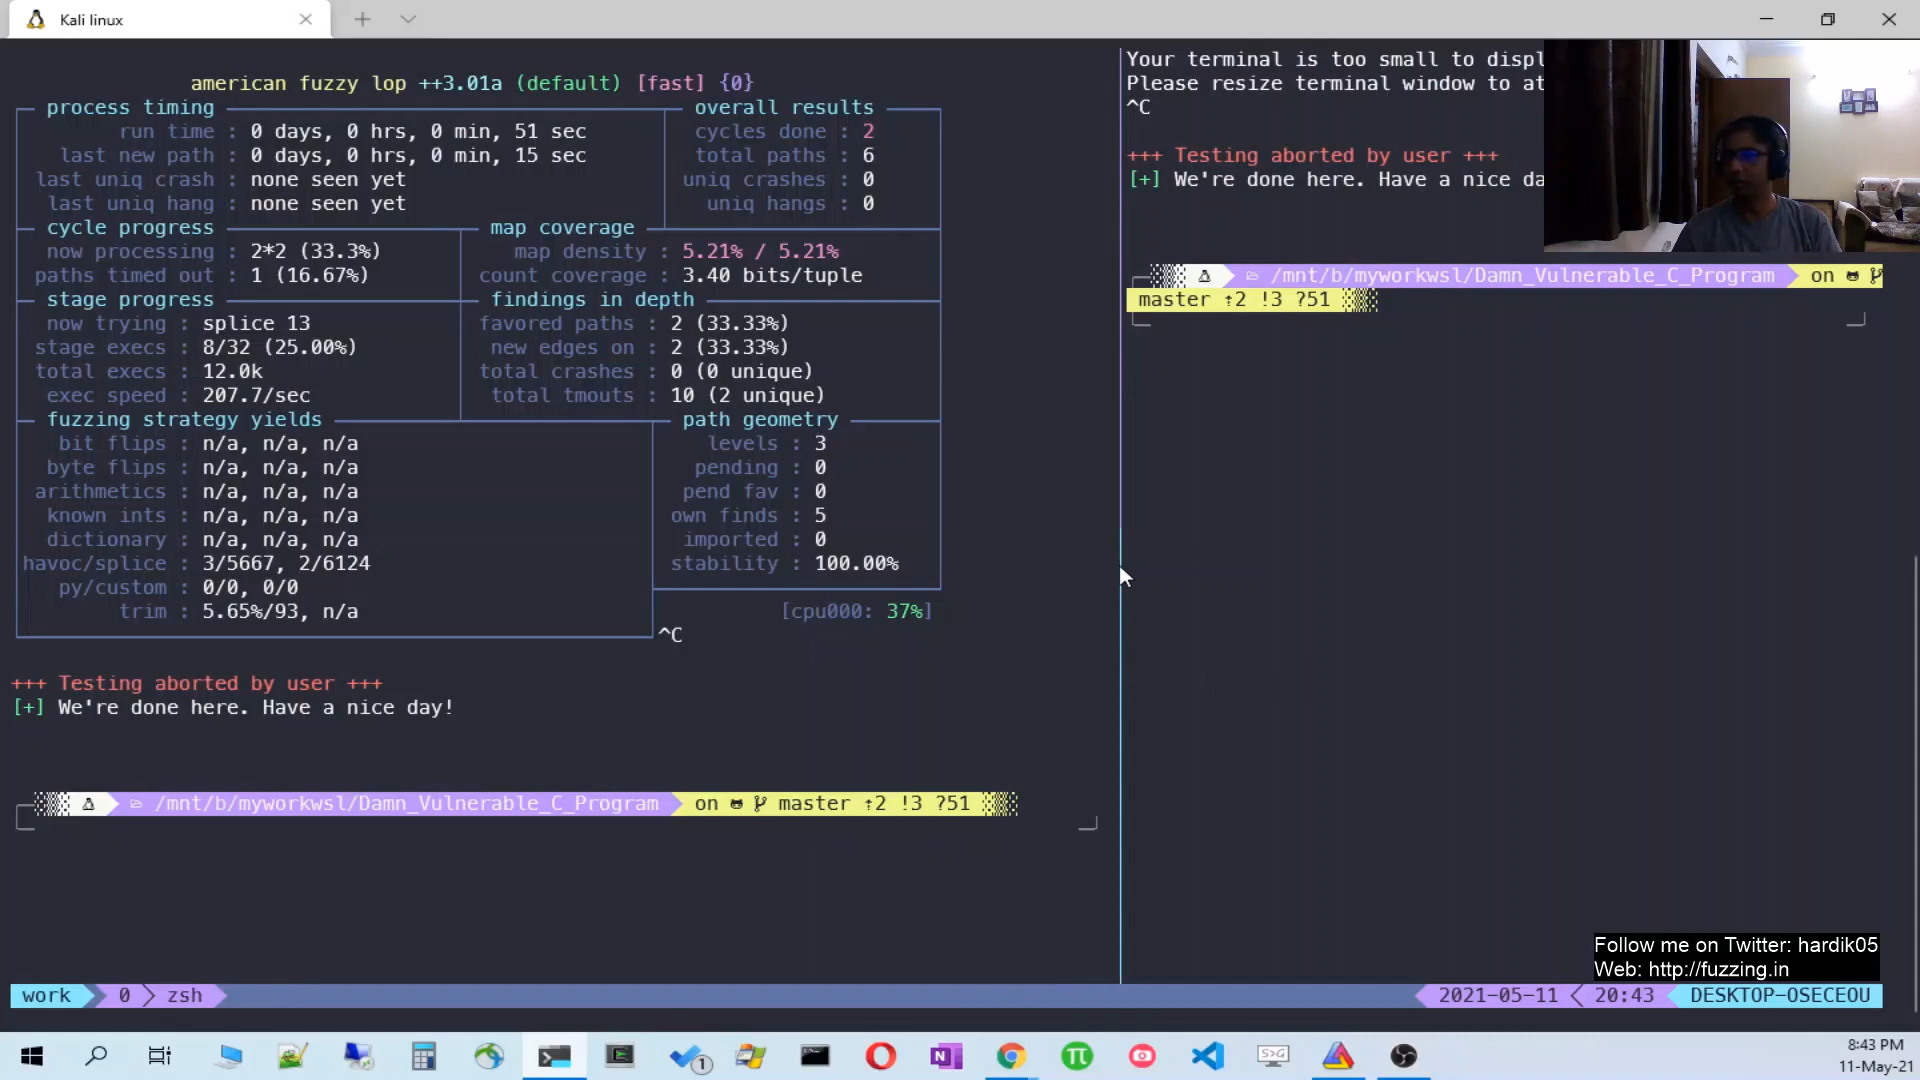 Kali linux
american fuzzy lop ++3.01a (default) [fast] {0}
process timing
run time : 0 days, 0 hrs, 0 min, 51 sec
last new path : 0 days, 0 hrs, 0 min, 15 sec
last uniq crash : none seen yet
last uniq hang : none seen yet
overall results
cycles done : 2
total paths : 6
uniq crashes : 0
uniq hangs : 0
cycle progress
now processing : 2*2 (33.3%)
paths timed out : 1 (16.67%)
map coverage
map density : 5.21% / 5.21%
count coverage : 3.40 bits/tuple
stage progress
now trying : splice 13
stage execs : 8/32 (25.00%)
total execs : 12.0k
exec speed : 207.7/sec
findings in depth
favored paths : 2 (33.33%)
new edges on : 2 (33.33%)
total crashes : 0 (0 unique)
total tmouts : 10 (2 unique)
fuzzing strategy yields
bit flips : n/a, n/a, n/a
byte flips : n/a, n/a, n/a
arithmetics : n/a, n/a, n/a
known ints : n/a, n/a, n/a
dictionary : n/a, n/a, n/a
havoc/splice : 3/5667, 2/6124
py/custom : 0/0, 0/0
trim : 5.65%/93, n/a
path geometry
levels : 3
pending : 0
pend fav : 0
own finds : 5
imported : 0
stability : 100.00%
[cpu000: 37%]
^C
+++ Testing aborted by user +++
[+] We're done here. Have a nice day!
/mnt/b/myworkwsl/Damn_Vulnerable_C_Program on master ⇡2 !3 ?51
Your terminal is too small to displ
Please resize terminal window to at
^C
+++ Testing aborted by user +++
[+] We're done here. Have a nice da
/mnt/b/myworkwsl/Damn_Vulnerable_C_Program on
master ⇡2 !3 ?51
Follow me on Twitter: hardik05
Web: http://fuzzing.in
work 0 zsh
2021-05-11 20:43 DESKTOP-OSECEOU
8:43 PM
11-May-21